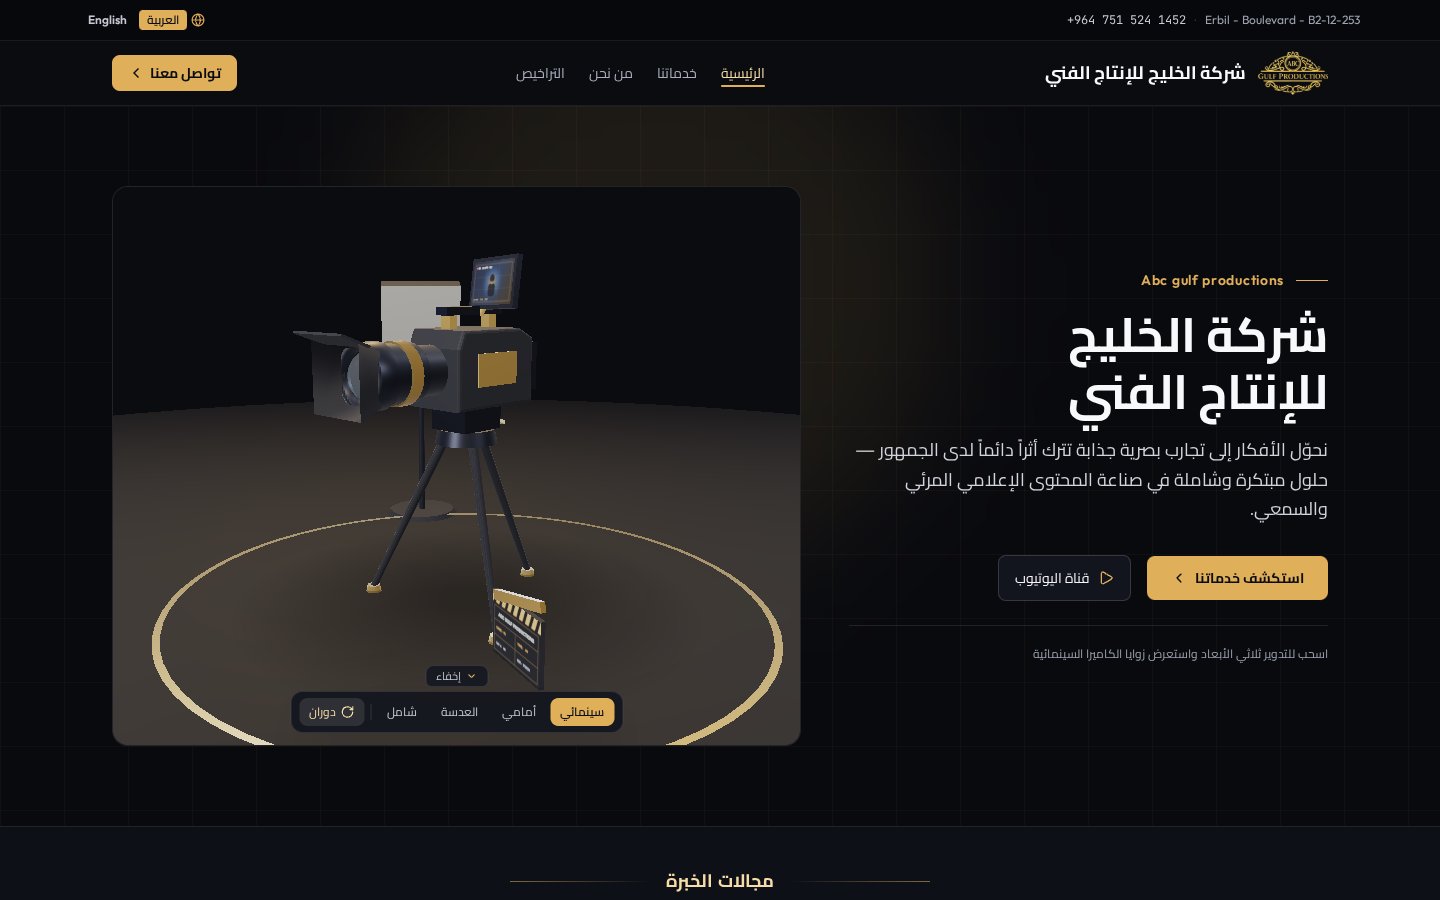 +964 751 524 1452 · Erbil - Boulevard - B2-12-253
العربية English
ABC
GULF PRODUCTIONS
شركة الخليج للإنتاج الفني
الرئيسية خدماتنا من نحن التراخيص
تواصل معنا
Abc gulf productions
شركة الخليج
للإنتاج الفني
نحوّل الأفكار إلى تجارب بصرية جذابة تترك أثراً دائماً لدى الجمهور —
حلول مبتكرة وشاملة في صناعة المحتوى الإعلامي المرئي
والسمعي.
استكشف خدماتنا
قناة اليوتيوب
اسحب للتدوير ثلاثي الأبعاد واستعرض زوايا الكاميرا السينمائية
إخفاء
سينمائي أمامي العدسة شامل دوران
مجالات الخبرة